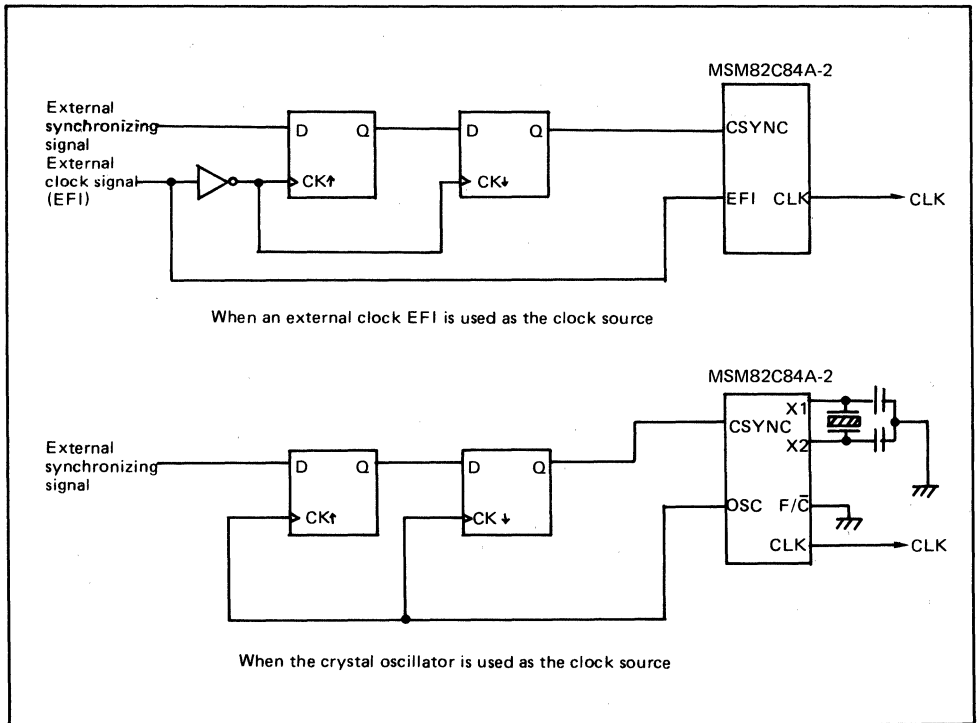 MSM82C84A-2
External
synchronizing
signal
External
clock signal
(EFI)
D Q
CK↑
D Q
CK↓
CSYNC
EFI CLK
CLK
When an external clock EFI is used as the clock source
MSM82C84A-2
External
synchronizing
signal
D Q
CK↑
D Q
CK↓
X1
CSYNC
X2
OSC F/C̅
CLK
CLK
When the crystal oscillator is used as the clock source